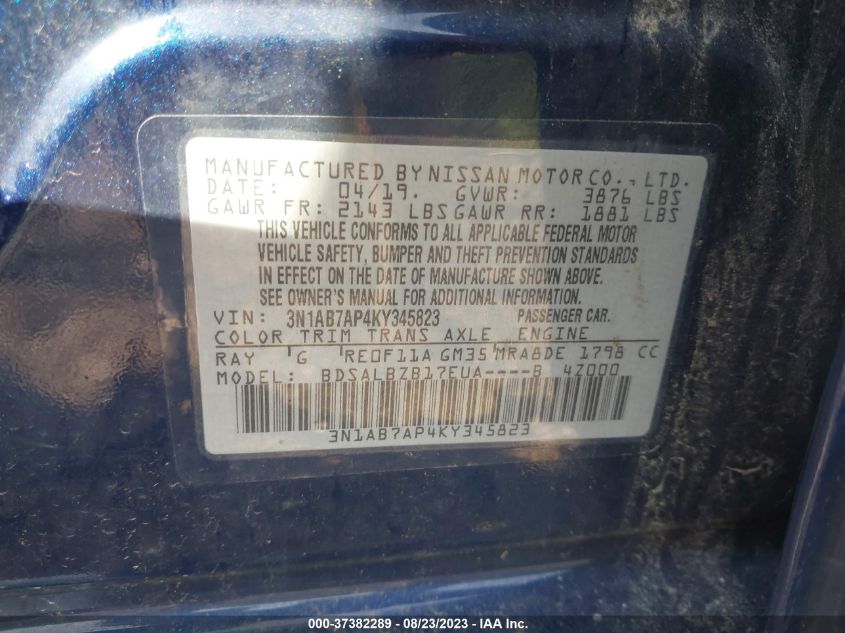 MANUFACTURED BY NISSAN MOTOR CO., LTD.
DATE: 04/19. GVWR: 3876 LBS
GAWR FR: 2143 LBS GAWR RR: 1881 LBS
THIS VEHICLE CONFORMS TO ALL APPLICABLE FEDERAL MOTOR
VEHICLE SAFETY, BUMPER AND THEFT PREVENTION STANDARDS
IN EFFECT ON THE DATE OF MANUFACTURE SHOWN ABOVE.
SEE OWNER'S MANUAL FOR ADDITIONAL INFORMATION.
VIN: 3N1AB7AP4KY345823 PASSENGER CAR.
COLOR TRIM TRANS AXLE ENGINE
RAY G RE0F11A GM35 MRA8DE 1798 CC
MODEL: BDSALBZB17EUA----B 4Z000
3N1AB7AP4KY345823
000-37382289 - 08/23/2023 - IAA